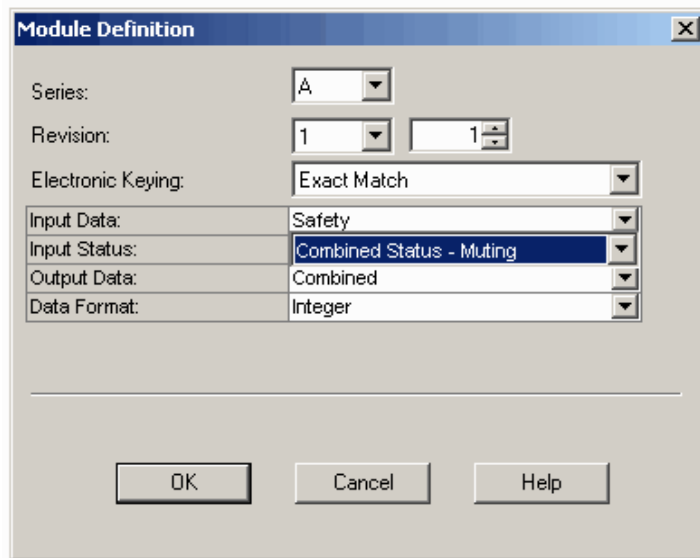 Module Definition
Series: A
Revision: 1 1
Electronic Keying: Exact Match
Input Data: Safety
Input Status: Combined Status - Muting
Output Data: Combined
Data Format: Integer
OK Cancel Help